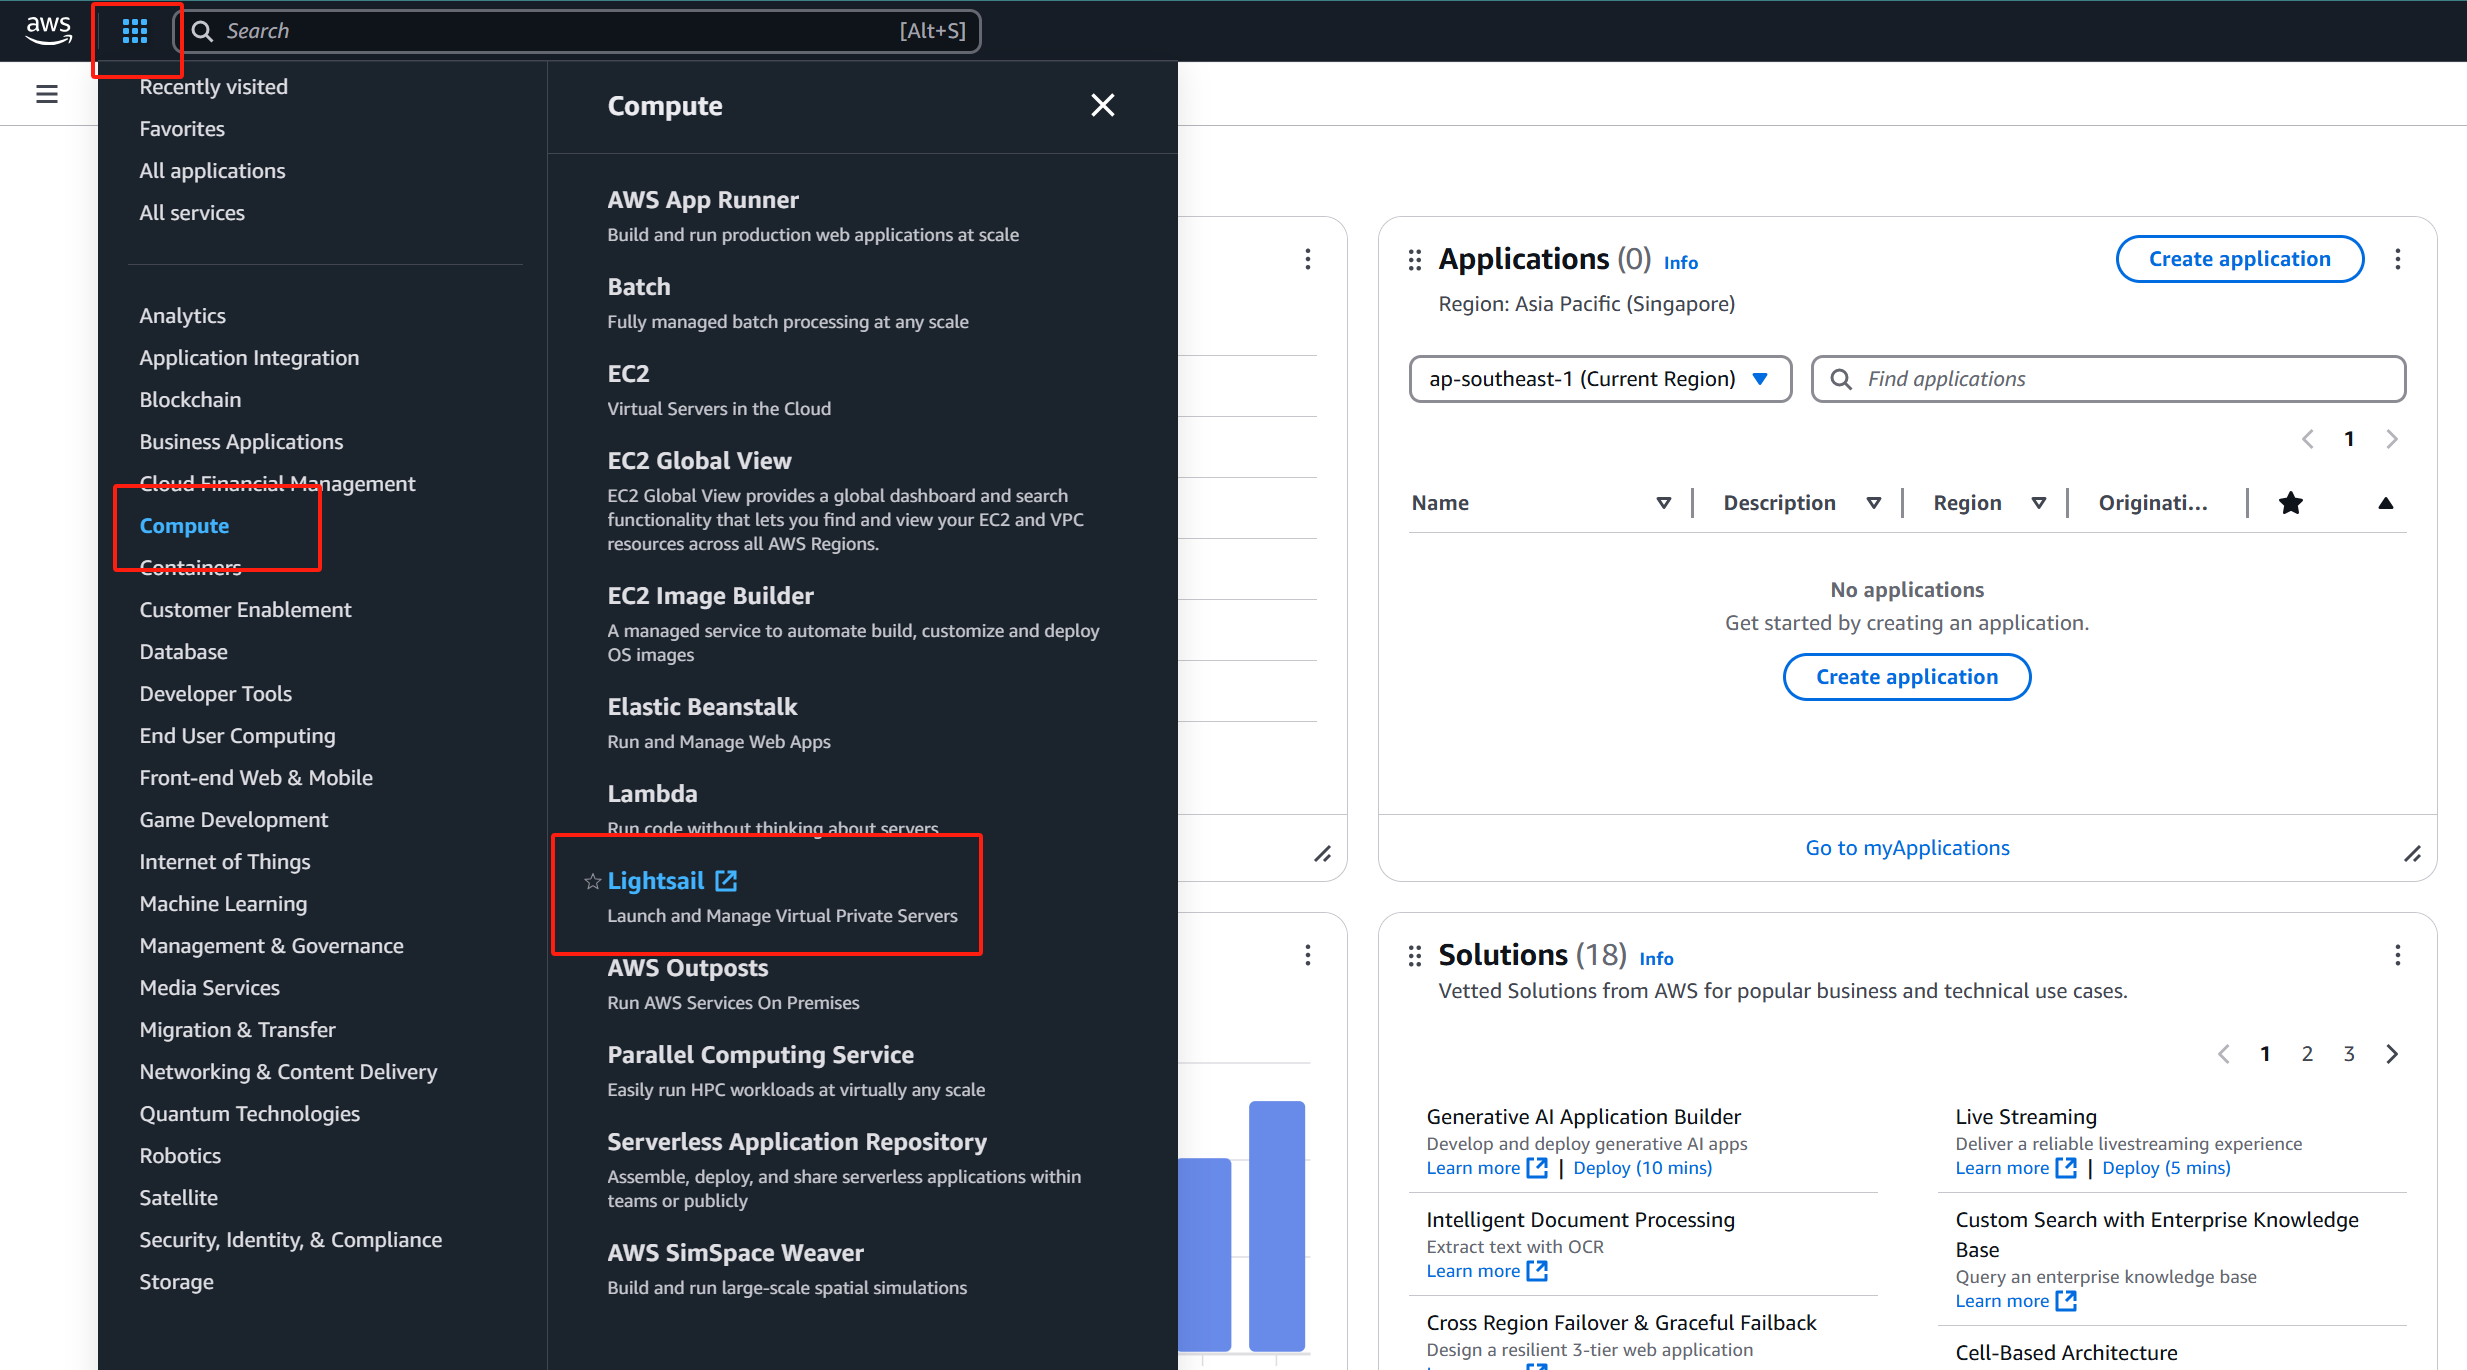 aws
Search
[Alt+S]
Recently visited
Favorites
All applications
All services
Analytics
Application Integration
Blockchain
Business Applications
Cloud Financial Management
Compute
Containers
Customer Enablement
Database
Developer Tools
End User Computing
Front-end Web & Mobile
Game Development
Internet of Things
Machine Learning
Management & Governance
Media Services
Migration & Transfer
Networking & Content Delivery
Quantum Technologies
Robotics
Satellite
Security, Identity, & Compliance
Storage
Compute
AWS App Runner
Build and run production web applications at scale
Batch
Fully managed batch processing at any scale
EC2
Virtual Servers in the Cloud
EC2 Global View
EC2 Global View provides a global dashboard and search
functionality that lets you find and view your EC2 and VPC
resources across all AWS Regions.
EC2 Image Builder
A managed service to automate build, customize and deploy
OS images
Elastic Beanstalk
Run and Manage Web Apps
Lambda
Run code without thinking about servers
Lightsail
Launch and Manage Virtual Private Servers
AWS Outposts
Run AWS Services On Premises
Parallel Computing Service
Easily run HPC workloads at virtually any scale
Serverless Application Repository
Assemble, deploy, and share serverless applications within
teams or publicly
AWS SimSpace Weaver
Build and run large-scale spatial simulations
Applications (0) Info
Create application
Region: Asia Pacific (Singapore)
ap-southeast-1 (Current Region)
Find applications
1
Name
Description
Region
Originati...
No applications
Get started by creating an application.
Create application
Go to myApplications
Solutions (18) Info
Vetted Solutions from AWS for popular business and technical use cases.
1 2 3
Generative AI Application Builder
Develop and deploy generative AI apps
Learn more | Deploy (10 mins)
Intelligent Document Processing
Extract text with OCR
Learn more
Cross Region Failover & Graceful Failback
Design a resilient 3-tier web application
Live Streaming
Deliver a reliable livestreaming experience
Learn more | Deploy (5 mins)
Custom Search with Enterprise Knowledge
Base
Query an enterprise knowledge base
Learn more
Cell-Based Architecture